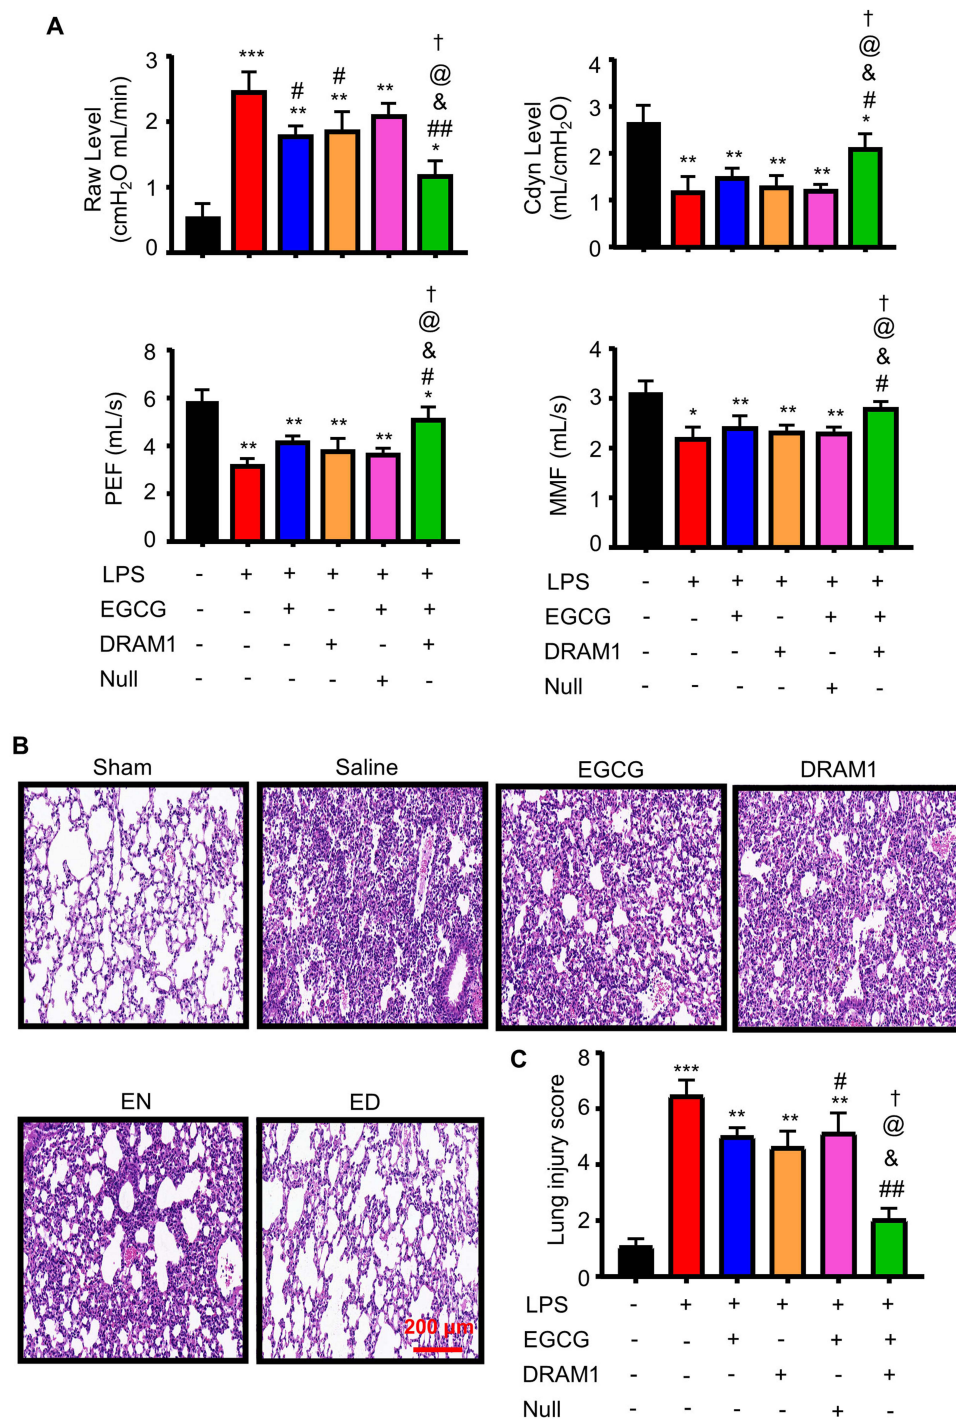 A
Raw Level
(cmH2O mL/min)
3
2
1
0
***
#
**
#
**
**
†
@
&
##
*
Cdyn Level
(mL/cmH2O)
4
3
2
1
0
**
**
**
**
†
@
&
#
*
PEF (mL/s)
8
6
4
2
0
**
**
**
**
†
@
&
#
*
MMF (mL/s)
4
3
2
1
0
*
**
**
**
†
@
&
#
LPS - + + + + +
EGCG - - + - + +
DRAM1 - - - + - +
Null - - - - + -
LPS - + + + + +
EGCG - - + - + +
DRAM1 - - - + - +
Null - - - - + -
B
Sham Saline EGCG DRAM1
EN ED
200 µm
C
Lung injury score
8
6
4
2
0
***
**
**
#
**
†
@
&
##
LPS - + + + + +
EGCG - - + - + +
DRAM1 - - - + - +
Null - - - - + -